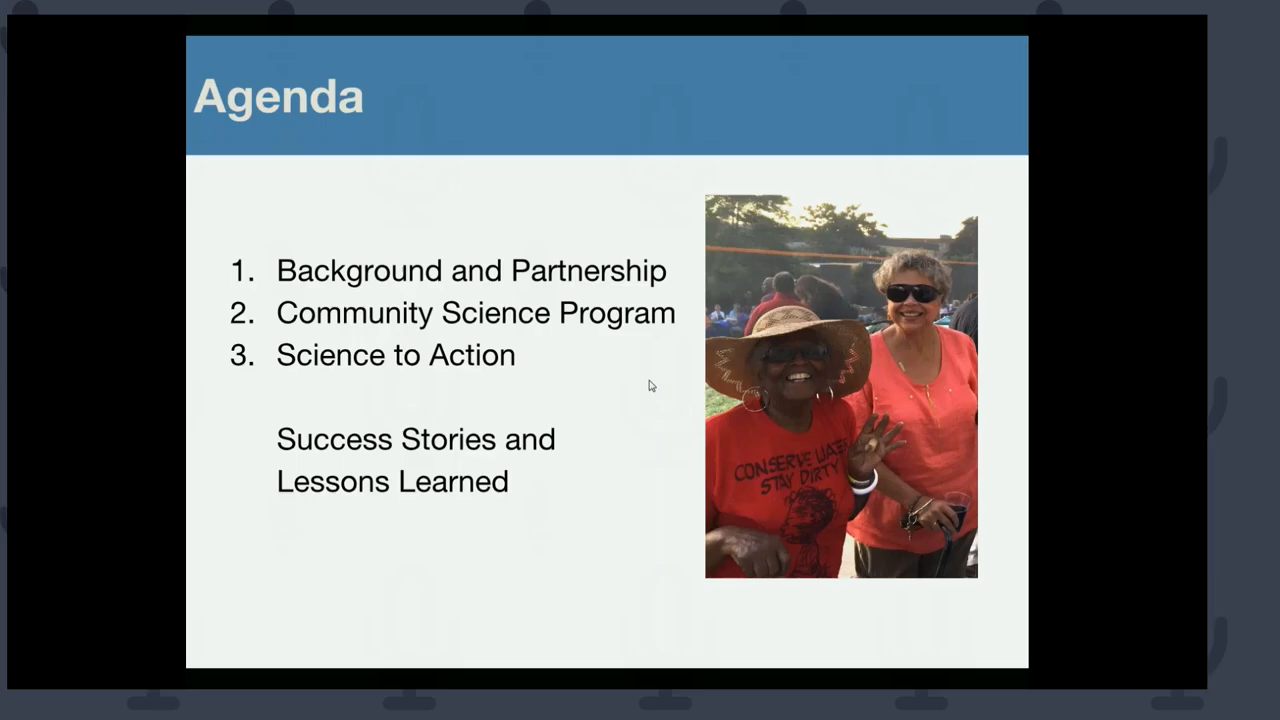 Agenda
1. Background and Partnership
2. Community Science Program
3. Science to Action
Success Stories and
Lessons Learned
CONSERVE WATER
STAY DIRTY